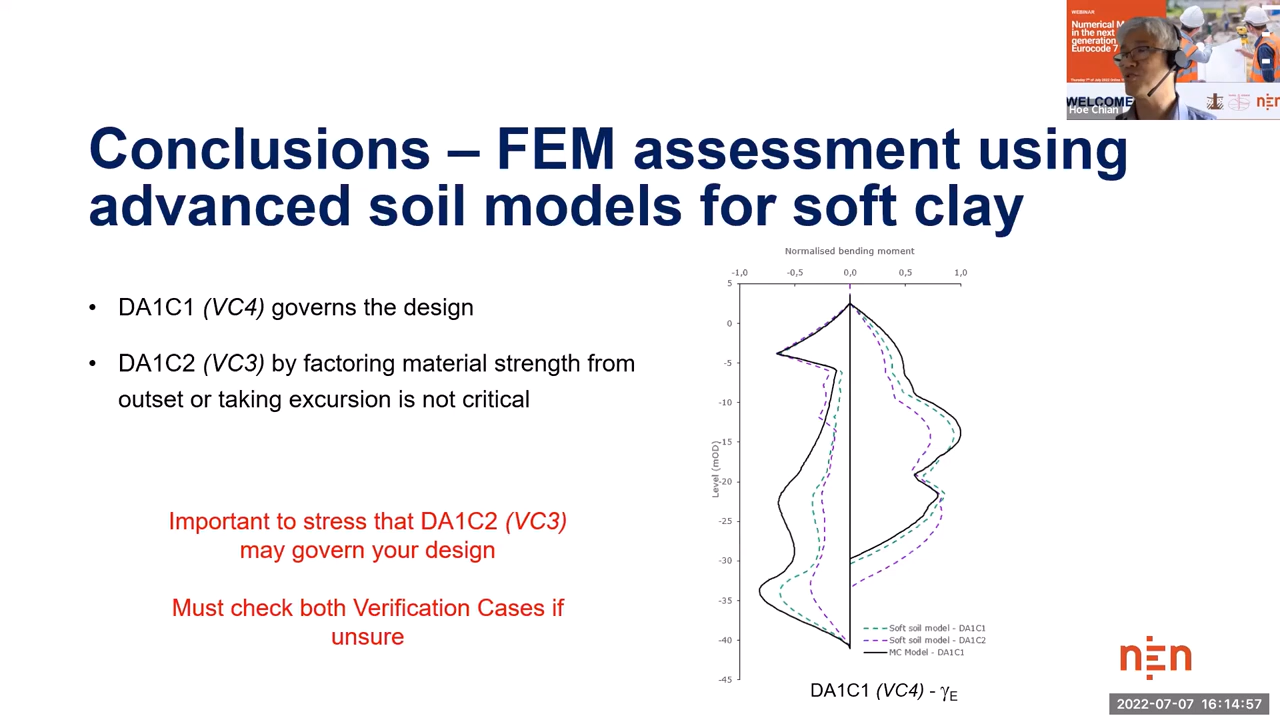 WEBINAR
Numerical M
in the next
generation
Eurocode 7
WELCOME
Hoe Chian
nEn
Conclusions – FEM assessment using
advanced soil models for soft clay
• DA1C1 (VC4) governs the design
• DA1C2 (VC3) by factoring material strength from
outset or taking excursion is not critical
Important to stress that DA1C2 (VC3)
may govern your design
Must check both Verification Cases if
unsure
Normalised bending moment
-1,0 -0,5 0,0 0,5 1,0
5
0
-5
-10
-15
-20
-25
-30
-35
-40
-45
Level (mOD)
Soft soil model - DA1C1
Soft soil model - DA1C2
MC Model - DA1C1
DA1C1 (VC4) - γE
nEn
2022-07-07 16:14:57